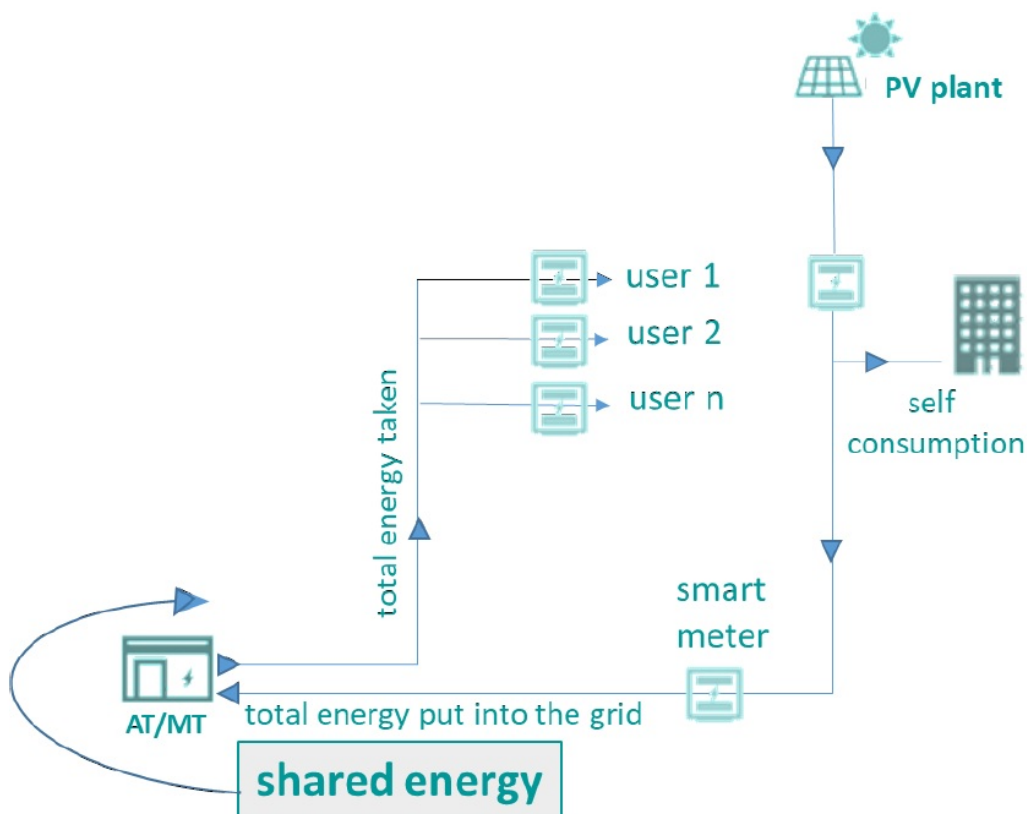 PV plant
user 1
user 2
user n
self
consumption
total energy taken
smart
meter
AT/MT
total energy put into the grid
shared energy